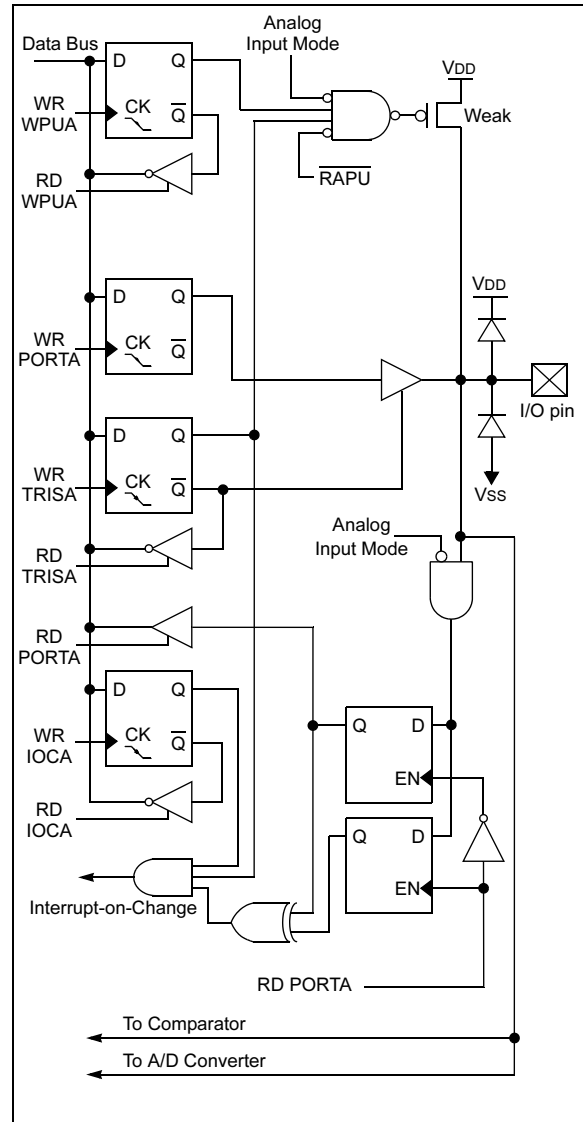 Analog
Input Mode
Data Bus
D Q
VDD
WR
WPUA
CK Q
Weak
RD
WPUA
RAPU
D Q
VDD
WR
PORTA
CK Q
I/O pin
D Q
WR
TRISA
CK Q
VSS
Analog
Input Mode
RD
TRISA
RD
PORTA
D Q
Q D
WR
IOCA
CK Q
EN
RD
IOCA
Q D
Interrupt-on-Change
EN
RD PORTA
To Comparator
To A/D Converter